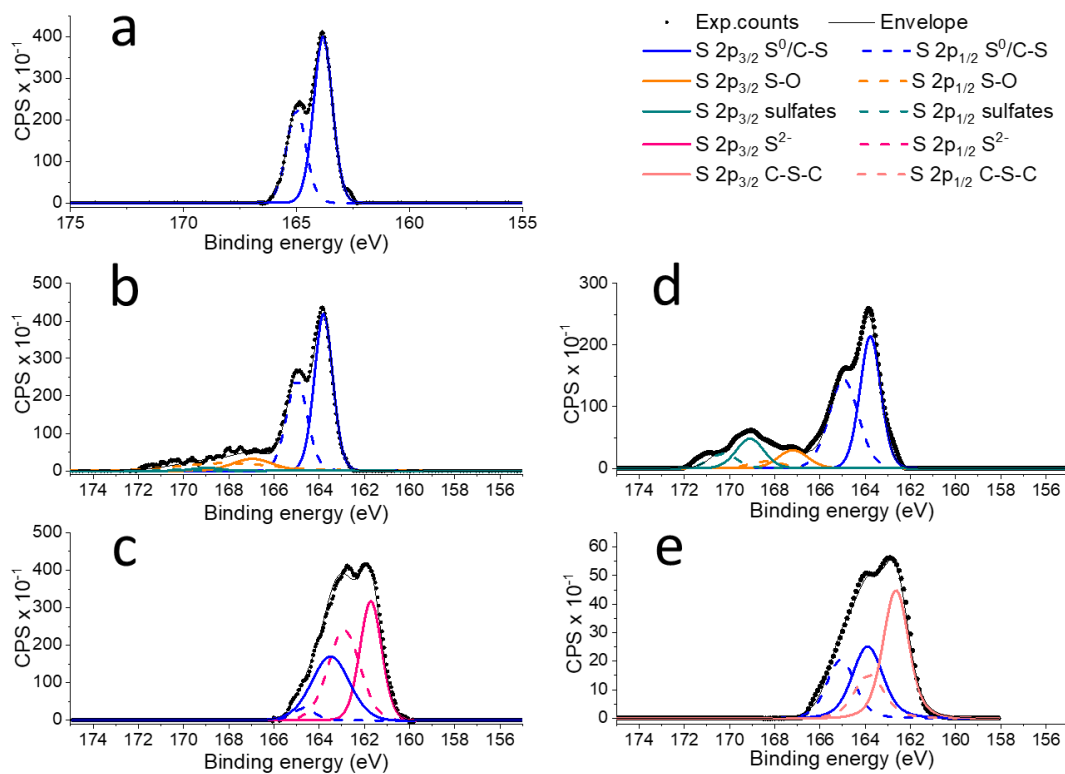 a
CPS x 10⁻¹
400
300
200
100
0
175 170 165 160 155
Binding energy (eV)
Exp.counts Envelope
S 2p₃/₂ S⁰/C-S S 2p₁/₂ S⁰/C-S
S 2p₃/₂ S-O S 2p₁/₂ S-O
S 2p₃/₂ sulfates S 2p₁/₂ sulfates
S 2p₃/₂ S²⁻ S 2p₁/₂ S²⁻
S 2p₃/₂ C-S-C S 2p₁/₂ C-S-C
b
CPS x 10⁻¹
500
400
300
200
100
0
174 172 170 168 166 164 162 160 158 156
Binding energy (eV)
d
CPS x 10⁻¹
300
200
100
0
174 172 170 168 166 164 162 160 158 156
Binding energy (eV)
c
CPS x 10⁻¹
500
400
300
200
100
0
174 172 170 168 166 164 162 160 158 156
Binding energy (eV)
e
CPS x 10⁻¹
60
50
40
30
20
10
0
174 172 170 168 166 164 162 160 158 156
Binding energy (eV)